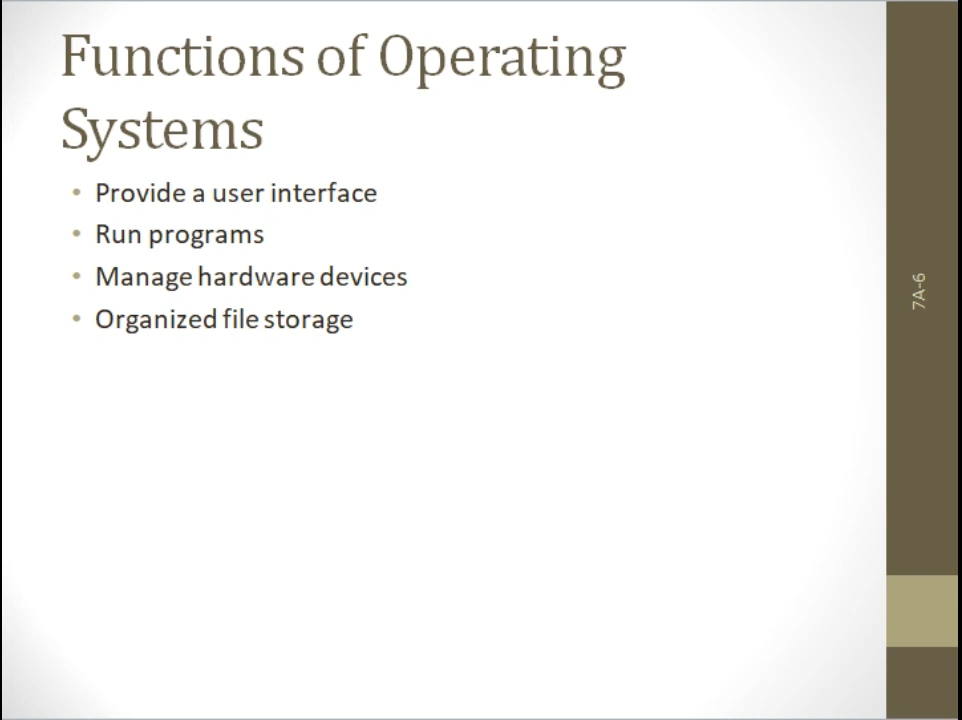 Functions of Operating
Systems
• Provide a user interface
• Run programs
• Manage hardware devices
• Organized file storage
7A-6